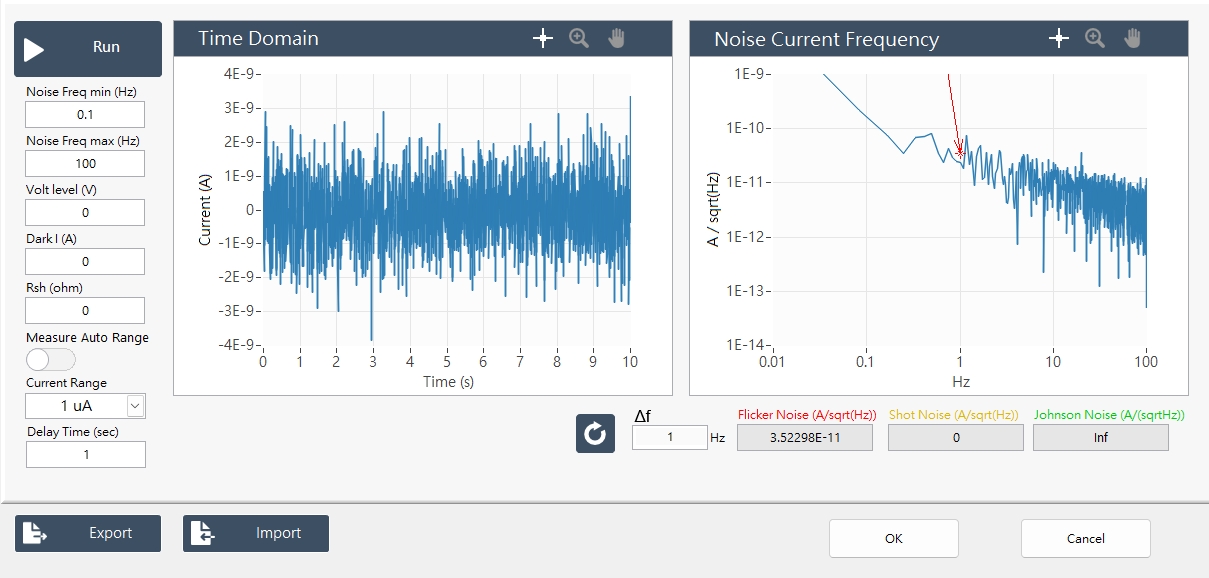 Run
Noise Freq min (Hz)
0.1
Noise Freq max (Hz)
100
Volt level (V)
0
Dark I (A)
0
Rsh (ohm)
0
Measure Auto Range
Current Range
1 uA
Delay Time (sec)
1
Time Domain
4E-9
3E-9
2E-9
1E-9
0
-1E-9
-2E-9
-3E-9
-4E-9
Current (A)
0 1 2 3 4 5 6 7 8 9 10
Time (s)
Noise Current Frequency
1E-9
1E-10
1E-11
1E-12
1E-13
1E-14
A / sqrt(Hz)
0.01 0.1 1 10 100
Hz
Δf
1 Hz
Flicker Noise (A/sqrt(Hz))
3.52298E-11
Shot Noise (A/sqrt(Hz))
0
Johnson Noise (A/(sqrtHz))
Inf
Export
Import
OK
Cancel